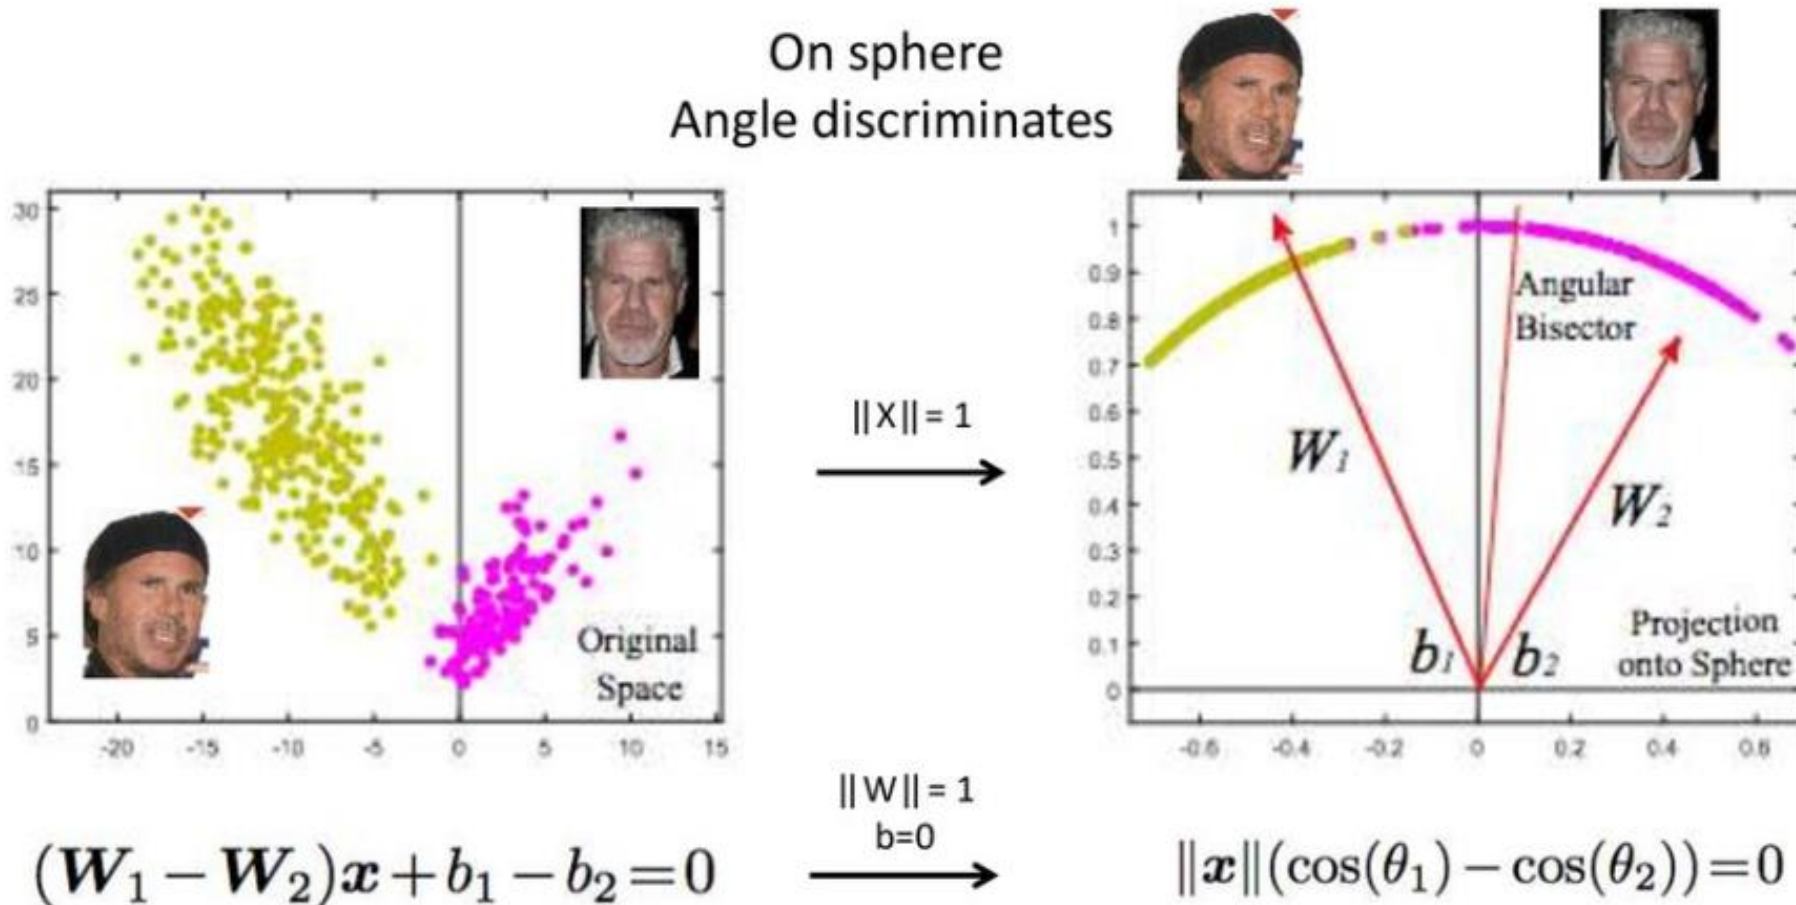 On sphere
Angle discriminates
30
25
20
15
10
5
0
-20 -15 -10 -5 0 5 10 15
Original
Space
||X|| = 1
1
0.9
0.8
0.7
0.6
0.5
0.4
0.3
0.2
0.1
0
-0.6 -0.4 -0.2 0 0.2 0.4 0.6
Angular
Bisector
W₁
W₂
b₁ b₂
Projection
onto Sphere
||W|| = 1
b=0
(W₁ − W₂)x + b₁ − b₂ = 0
‖x‖(cos(θ₁) − cos(θ₂)) = 0